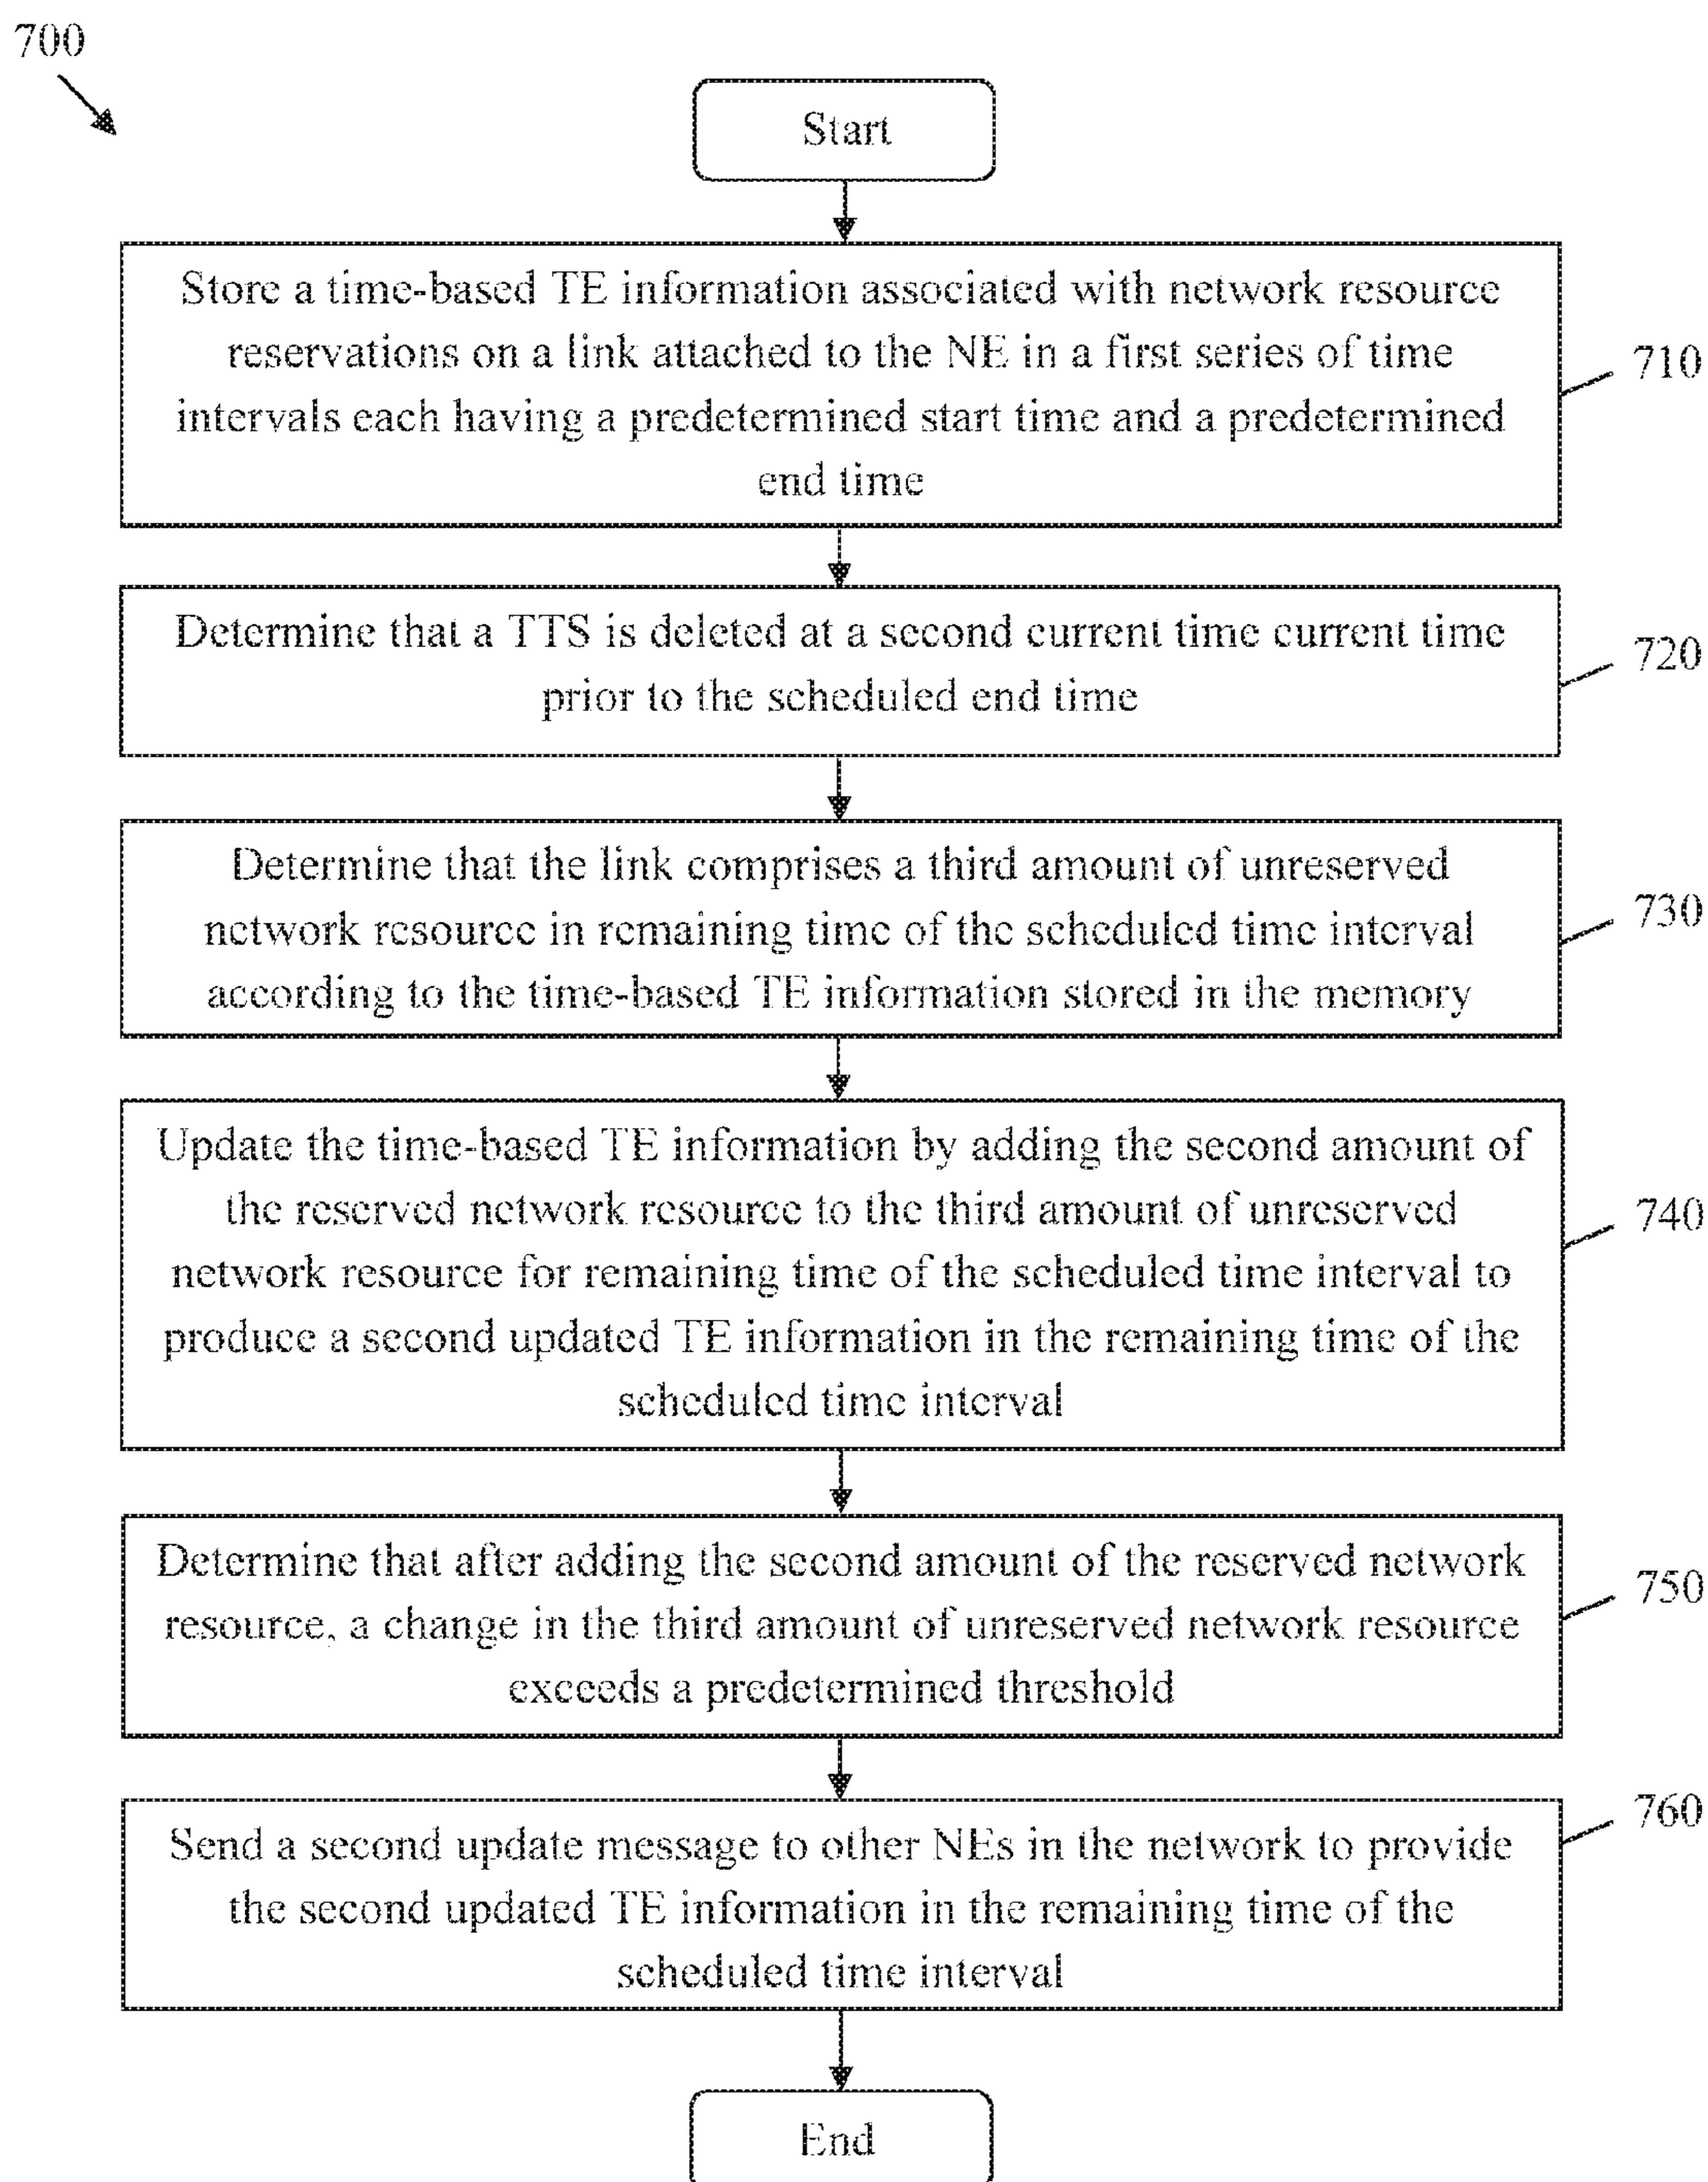 700
Start
Store a time-based TE information associated with network resource
reservations on a link attached to the NE in a first series of time
intervals each having a predetermined start time and a predetermined
end time
710
Determine that a TTS is deleted at a second current time current time
prior to the scheduled end time
720
Determine that the link comprises a third amount of unreserved
network resource in remaining time of the scheduled time interval
according to the time-based TE information stored in the memory
730
Update the time-based TE information by adding the second amount of
the reserved network resource to the third amount of unreserved
network resource for remaining time of the scheduled time interval to
produce a second updated TE information in the remaining time of the
scheduled time interval
740
Determine that after adding the second amount of the reserved network
resource, a change in the third amount of unreserved network resource
exceeds a predetermined threshold
750
Send a second update message to other NEs in the network to provide
the second updated TE information in the remaining time of the
scheduled time interval
760
End